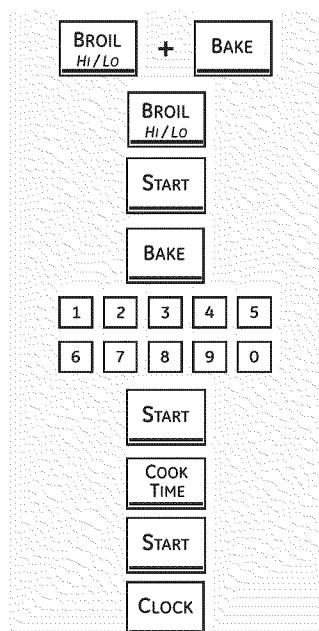 BROIL + BAKE
HI/LO
BROIL
HI/LO
START
BAKE
1 2 3 4 5
6 7 8 9 0
START
COOK
TIME
START
CLOCK